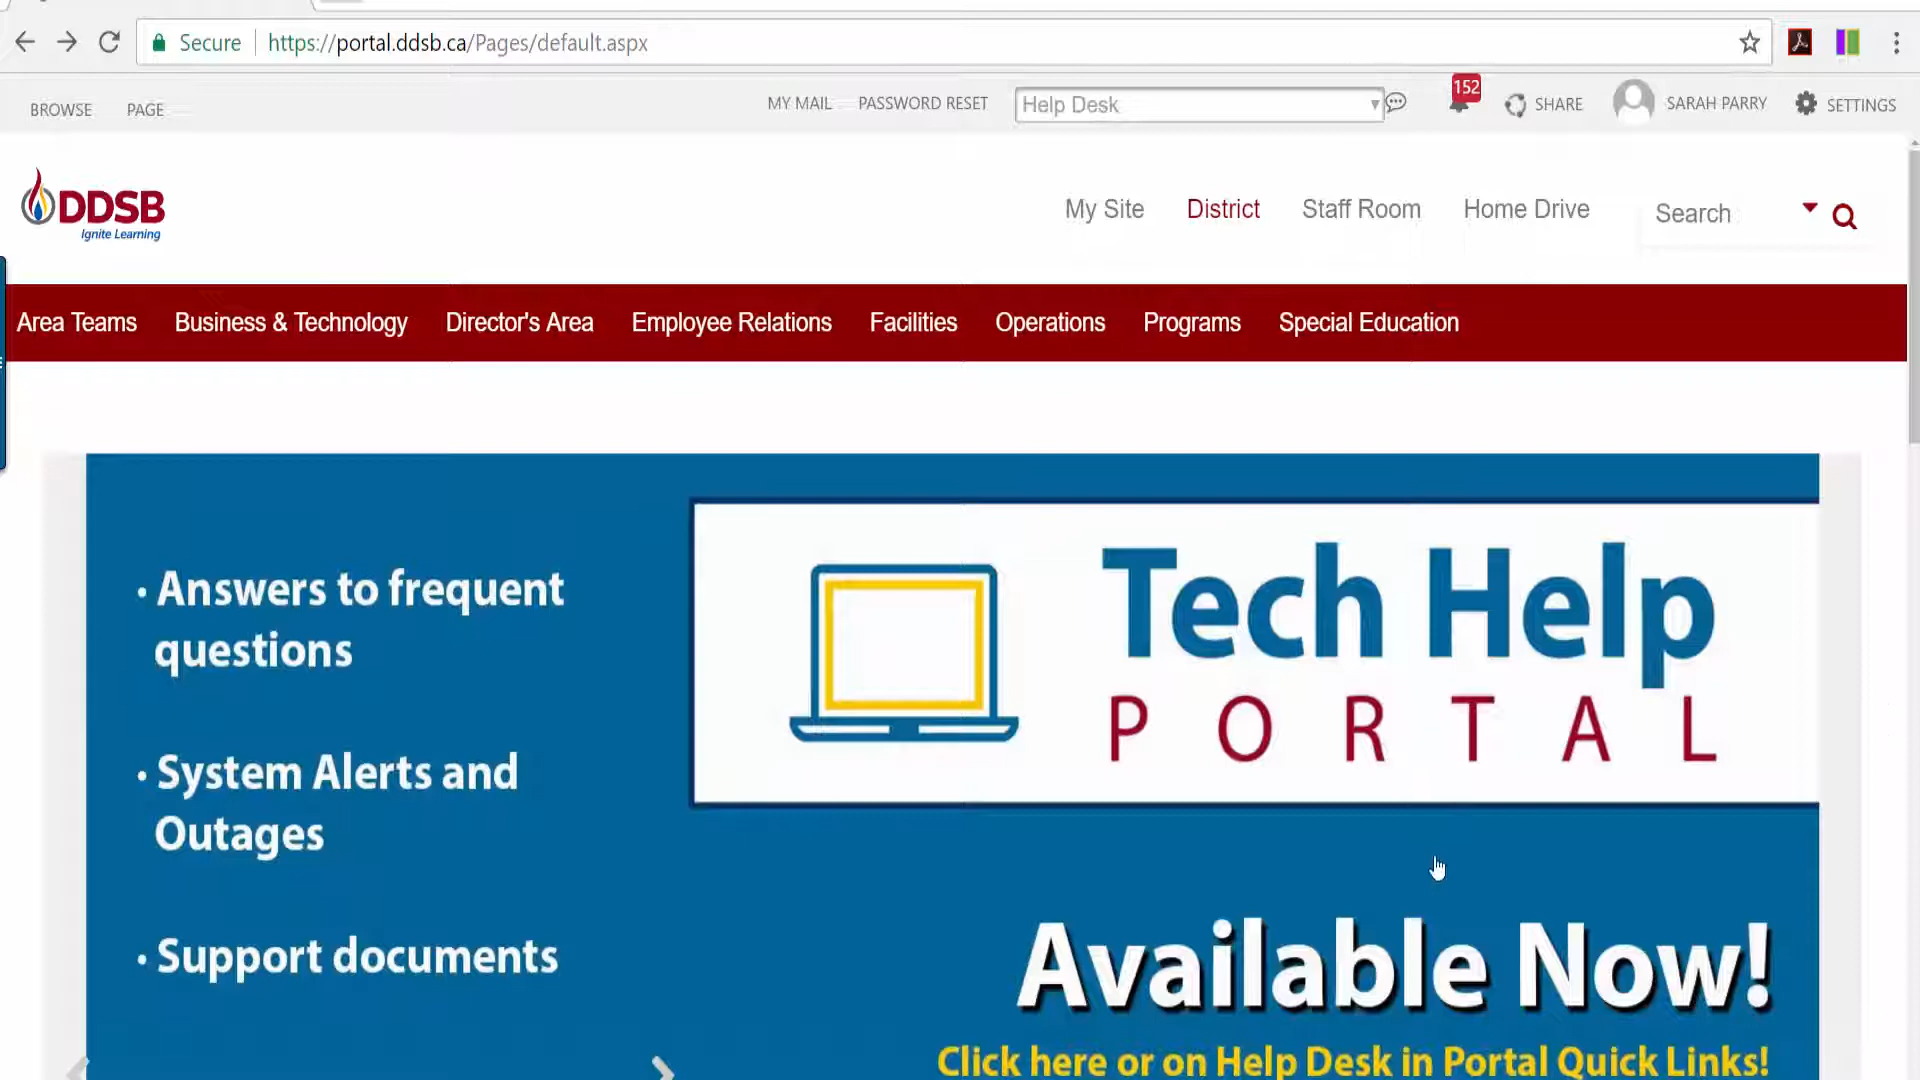 Secure https://portal.ddsb.ca/Pages/default.aspx
BROWSE PAGE MY MAIL PASSWORD RESET Help Desk 152 SHARE SARAH PARRY SETTINGS
DDSB
Ignite Learning
My Site District Staff Room Home Drive Search
Area Teams Business & Technology Director's Area Employee Relations Facilities Operations Programs Special Education
• Answers to frequent
questions
• System Alerts and
Outages
• Support documents
Tech Help
PORTAL
Available Now!
Click here or on Help Desk in Portal Quick Links!